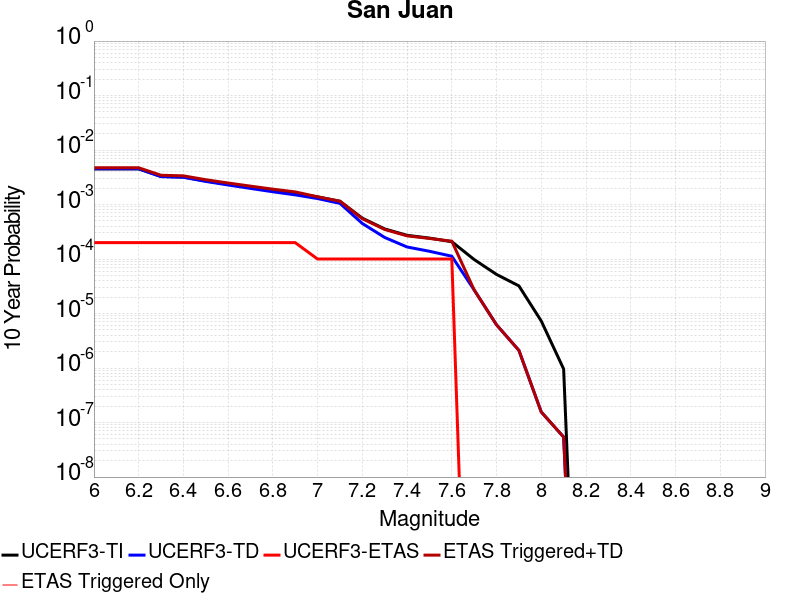 San Juan
10 Year Probability
10^0
10^-1
10^-2
10^-3
10^-4
10^-5
10^-6
10^-7
10^-8
6 6.2 6.4 6.6 6.8 7 7.2 7.4 7.6 7.8 8 8.2 8.4 8.6 8.8 9
Magnitude
UCERF3-TI UCERF3-TD UCERF3-ETAS ETAS Triggered+TD
ETAS Triggered Only